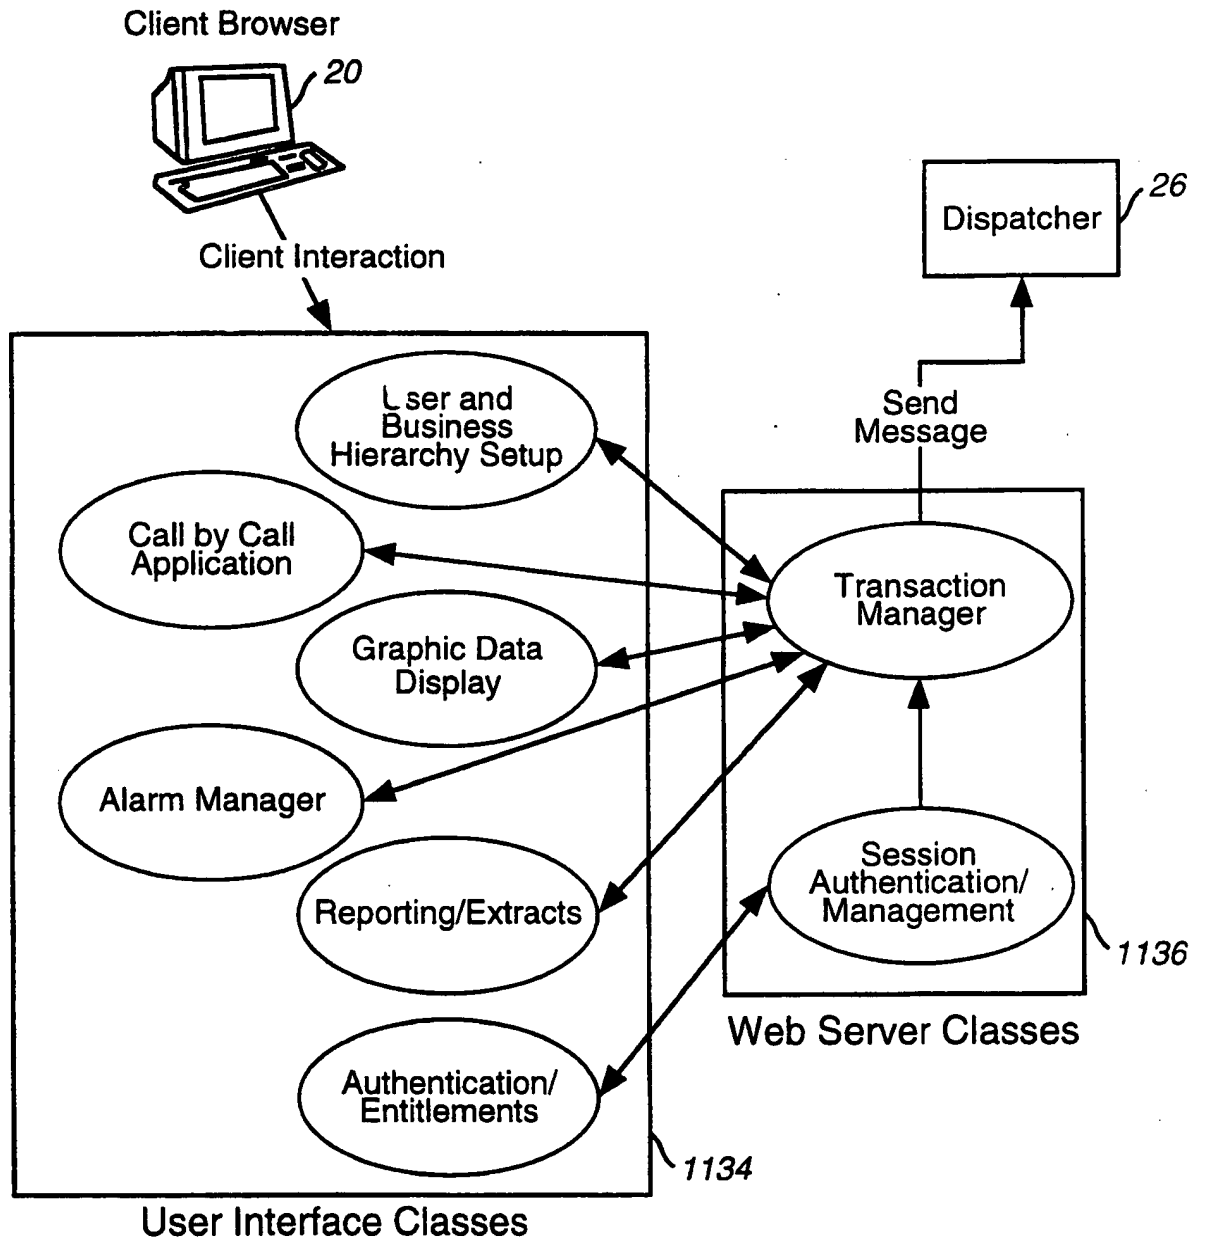 Client Browser
20
Client Interaction
Dispatcher
26
Send
Message
User and
Business
Hierarchy Setup
Call by Call
Application
Graphic Data
Display
Alarm Manager
Reporting/Extracts
Authentication/
Entitlements
1134
User Interface Classes
Transaction
Manager
Session
Authentication/
Management
1136
Web Server Classes